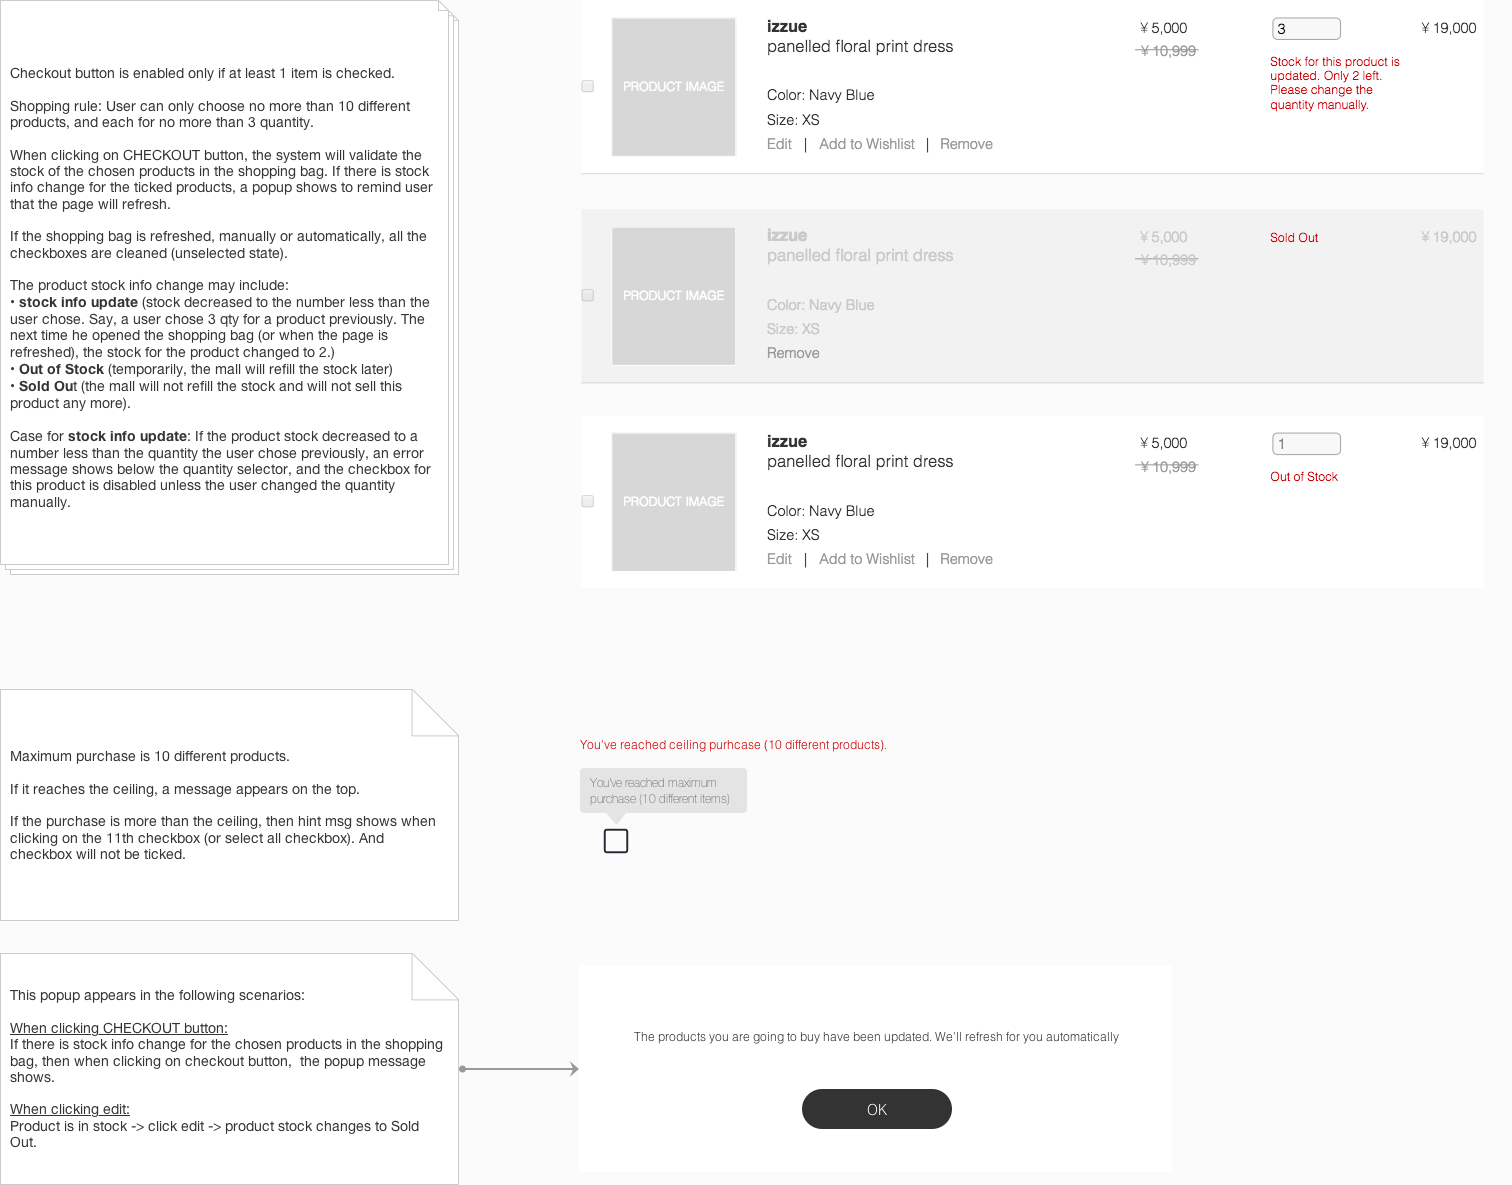 Checkout button is enabled only if at least 1 item is checked.
Shopping rule: User can only choose no more than 10 different
products, and each for no more than 3 quantity.
When clicking on CHECKOUT button, the system will validate the
stock of the chosen products in the shopping bag. If there is stock
info change for the ticked products, a popup shows to remind user
that the page will refresh.
If the shopping bag is refreshed, manually or automatically, all the
checkboxes are cleaned (unselected state).
The product stock info change may include:
• stock info update (stock decreased to the number less than the
user chose. Say, a user chose 3 qty for a product previously. The
next time he opened the shopping bag (or when the page is
refreshed), the stock for the product changed to 2.)
• Out of Stock (temporarily, the mall will refill the stock later)
• Sold Out (the mall will not refill the stock and will not sell this
product any more).
Case for stock info update: If the product stock decreased to a
number less than the quantity the user chose previously, an error
message shows below the quantity selector, and the checkbox for
this product is disabled unless the user changed the quantity
manually.
PRODUCT IMAGE
izzue
panelled floral print dress
Color: Navy Blue
Size: XS
Edit | Add to Wishlist | Remove
¥ 5,000
¥ 10,999
3
Stock for this product is
updated. Only 2 left.
Please change the
quantity manually.
¥ 19,000
PRODUCT IMAGE
izzue
panelled floral print dress
Color: Navy Blue
Size: XS
Remove
¥ 5,000
¥ 10,999
Sold Out
¥ 19,000
PRODUCT IMAGE
izzue
panelled floral print dress
Color: Navy Blue
Size: XS
Edit | Add to Wishlist | Remove
¥ 5,000
¥ 10,999
1
Out of Stock
¥ 19,000
Maximum purchase is 10 different products.
If it reaches the ceiling, a message appears on the top.
If the purchase is more than the ceiling, then hint msg shows when
clicking on the 11th checkbox (or select all checkbox). And
checkbox will not be ticked.
You've reached ceiling purhcase (10 different products).
You've reached maximum
purchase (10 different items)
This popup appears in the following scenarios:
When clicking CHECKOUT button:
If there is stock info change for the chosen products in the shopping
bag, then when clicking on checkout button,  the popup message
shows.
When clicking edit:
Product is in stock -> click edit -> product stock changes to Sold
Out.
The products you are going to buy have been updated. We'll refresh for you automatically
OK